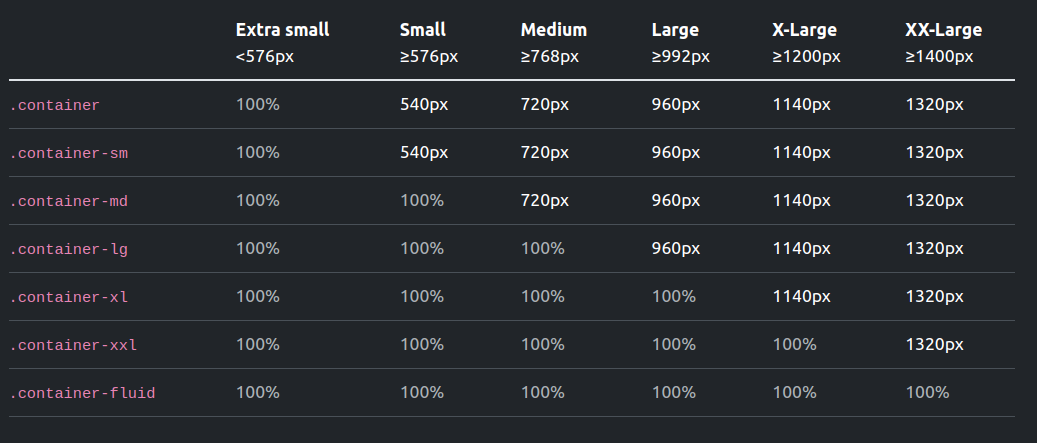 Extra small Small Medium Large X-Large XX-Large
<576px ≥576px ≥768px ≥992px ≥1200px ≥1400px
.container 100% 540px 720px 960px 1140px 1320px
.container-sm 100% 540px 720px 960px 1140px 1320px
.container-md 100% 100% 720px 960px 1140px 1320px
.container-lg 100% 100% 100% 960px 1140px 1320px
.container-xl 100% 100% 100% 100% 1140px 1320px
.container-xxl 100% 100% 100% 100% 100% 1320px
.container-fluid 100% 100% 100% 100% 100% 100%